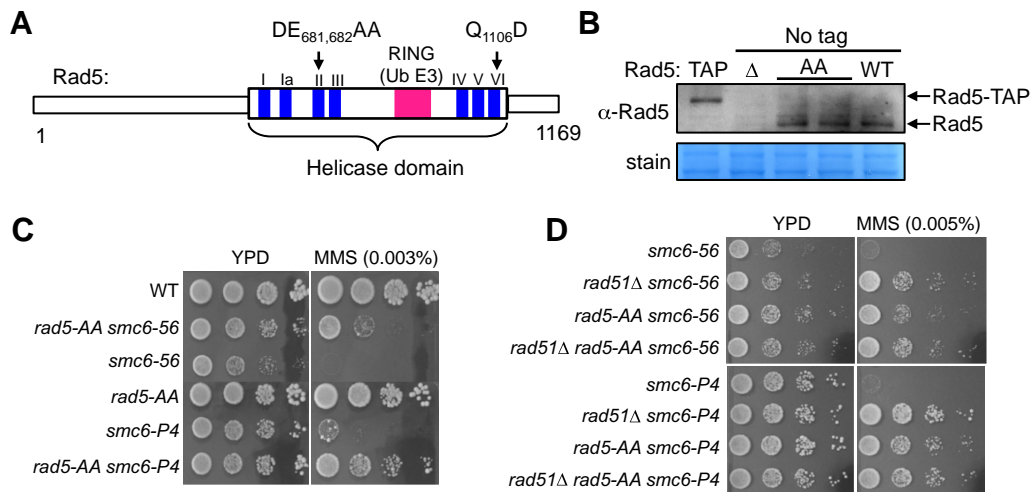 A
DE681,682AA
Q1106D
RING
(Ub E3)
Rad5:
I Ia II III IV V VI
1
1169
Helicase domain
B
No tag
Rad5: TAP Δ AA WT
α-Rad5
Rad5-TAP
Rad5
stain
C
YPD MMS (0.003%)
WT
rad5-AA smc6-56
smc6-56
rad5-AA
smc6-P4
rad5-AA smc6-P4
D
YPD MMS (0.005%)
smc6-56
rad51Δ smc6-56
rad5-AA smc6-56
rad51Δ rad5-AA smc6-56
smc6-P4
rad51Δ smc6-P4
rad5-AA smc6-P4
rad51Δ rad5-AA smc6-P4